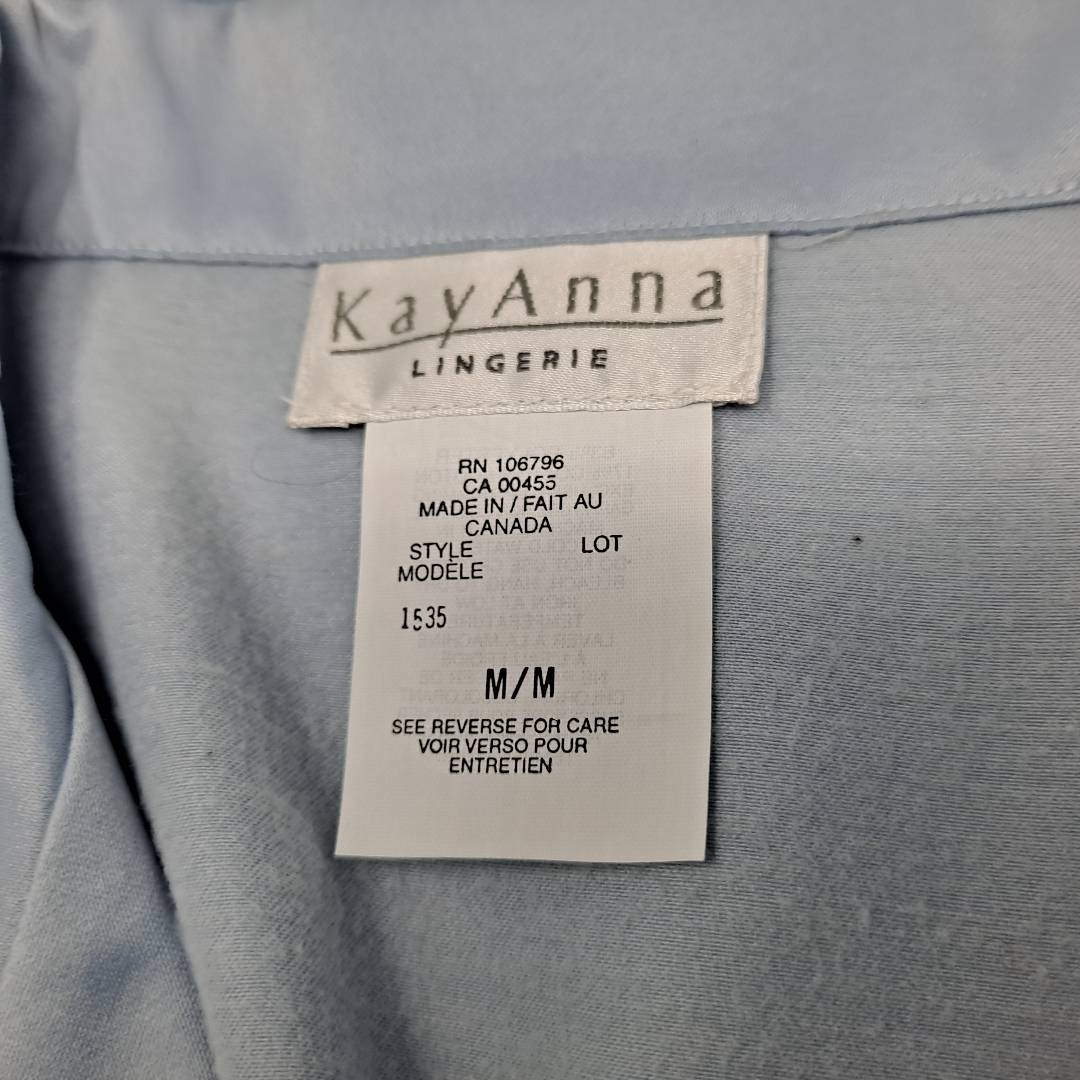 KayAnna
LINGERIE
RN 106796
CA 00455
MADE IN / FAIT AU
CANADA
STYLE LOT
MODÈLE
1535
M/M
SEE REVERSE FOR CARE
VOIR VERSO POUR
ENTRETIEN